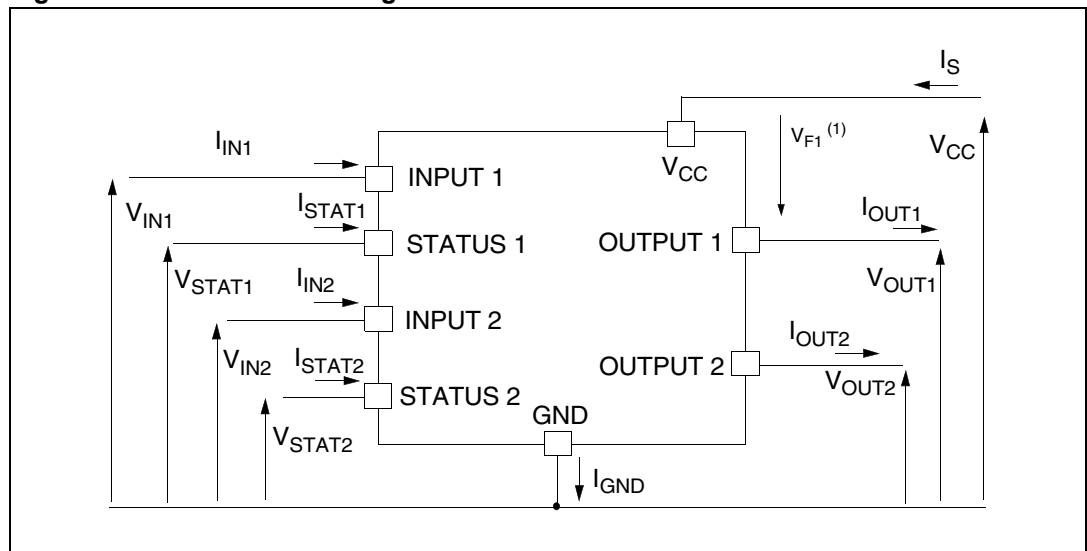 I_S
V_F1 (1)
V_CC
I_IN1
V_CC
INPUT 1
V_IN1
I_STAT1
I_OUT1
STATUS 1
OUTPUT 1
V_STAT1
I_IN2
V_OUT1
INPUT 2
I_OUT2
V_IN2
I_STAT2
OUTPUT 2
V_OUT2
STATUS 2
GND
V_STAT2
I_GND